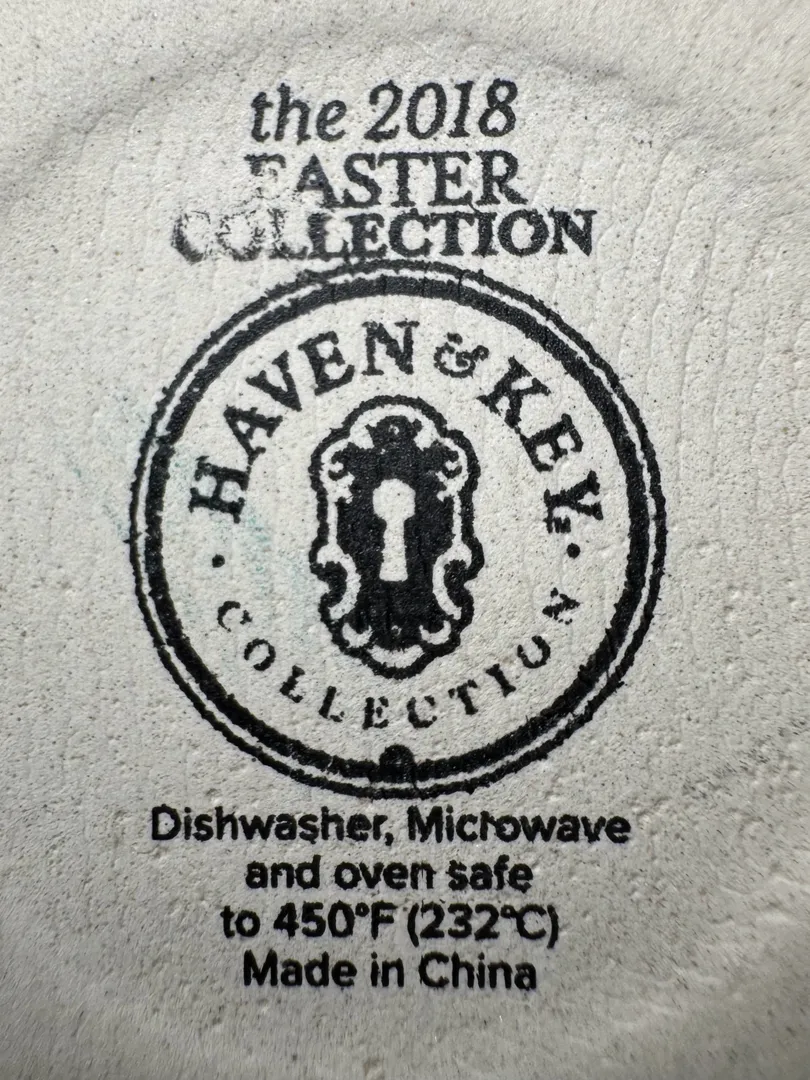 the 2018
EASTER
COLLECTION
HAVEN & KEY
COLLECTION
Dishwasher, Microwave
and oven safe
to 450°F (232°C)
Made in China